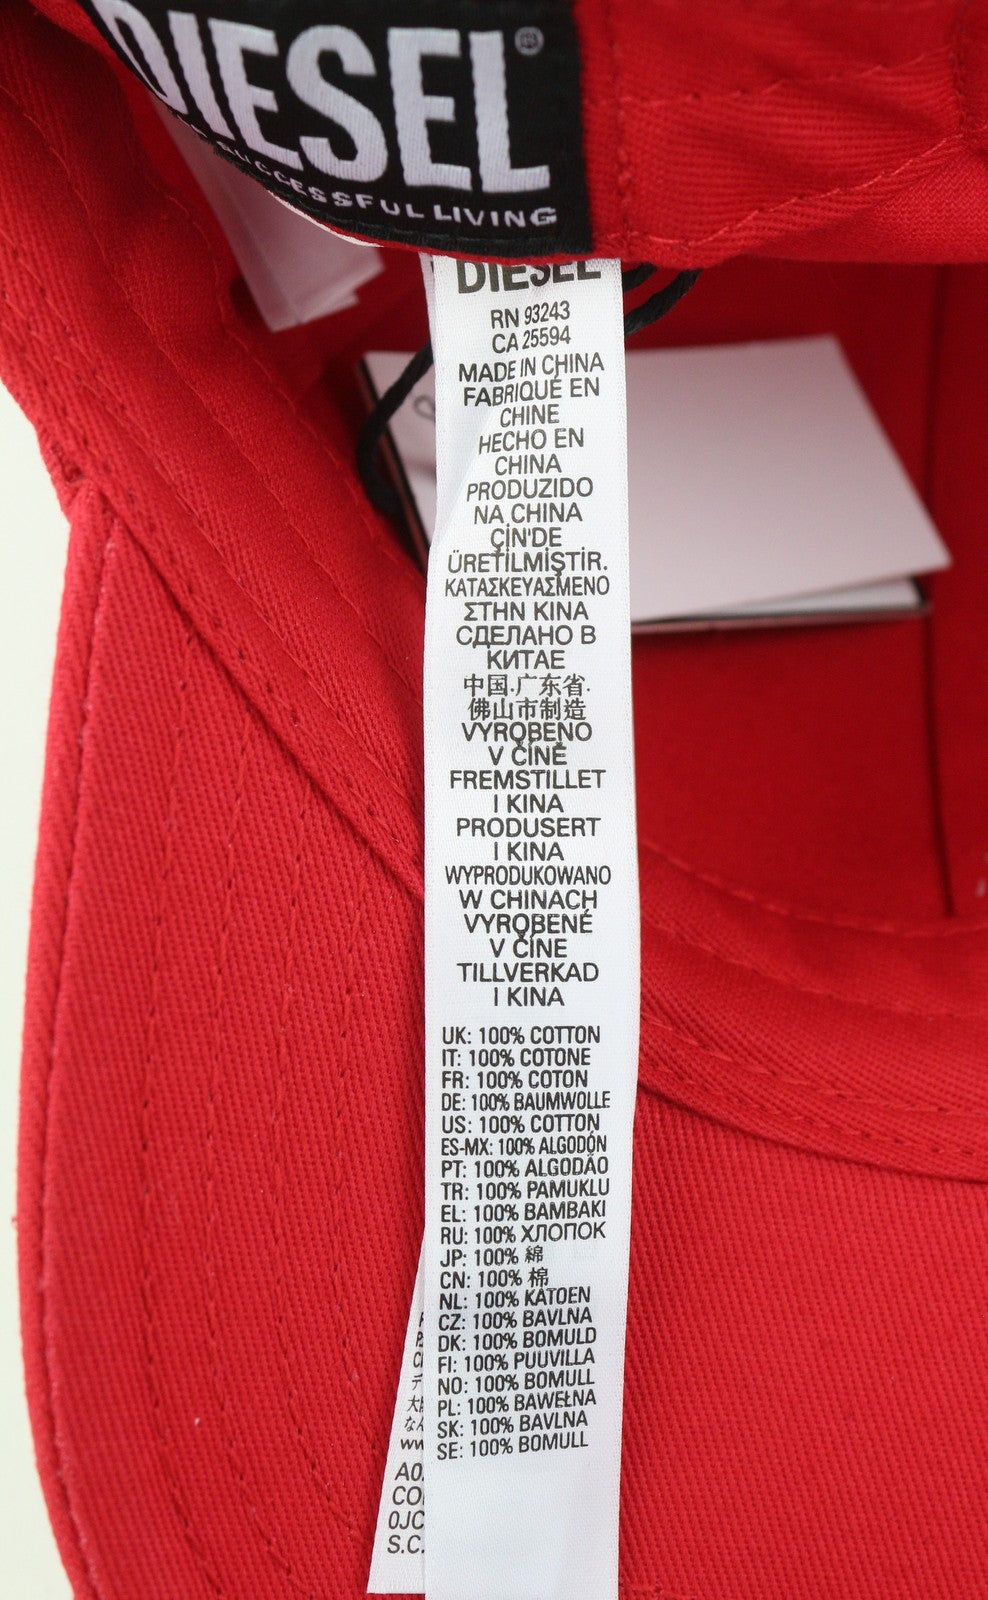 DIESEL®
SUCCESSFUL LIVING
DIESEL
RN 93243
CA 25594
MADE IN CHINA
FABRIQUÉ EN
CHINE
HECHO EN
CHINA
PRODUZIDO
NA CHINA
ÇİN'DE
ÜRETİLMİŞTİR.
ΚΑΤΑΣΚΕΥΑΣΜΕΝΟ
ΣΤΗΝ ΚΙΝΑ
СДЕЛАНО В
КИТАЕ
中国.广东省.
佛山市制造
VYROBENO
V ČÍNĚ
FREMSTILLET
I KINA
PRODUSERT
I KINA
WYPRODUKOWANO
W CHINACH
VYROBENÉ
V ČÍNE
TILLVERKAD
I KINA
UK: 100% COTTON
IT: 100% COTONE
FR: 100% COTON
DE: 100% BAUMWOLLE
US: 100% COTTON
ES-MX: 100% ALGODÓN
PT: 100% ALGODÃO
TR: 100% PAMUKLU
EL: 100% ΒΑΜΒΑΚΙ
RU: 100% ХЛОПОК
JP: 100% 綿
CN: 100% 棉
NL: 100% KATOEN
CZ: 100% BAVLNA
DK: 100% BOMULD
FI: 100% PUUVILLA
NO: 100% BOMULL
PL: 100% BAWEŁNA
SK: 100% BAVLNA
SE: 100% BOMULL
A0
CO
0JC
S.C.